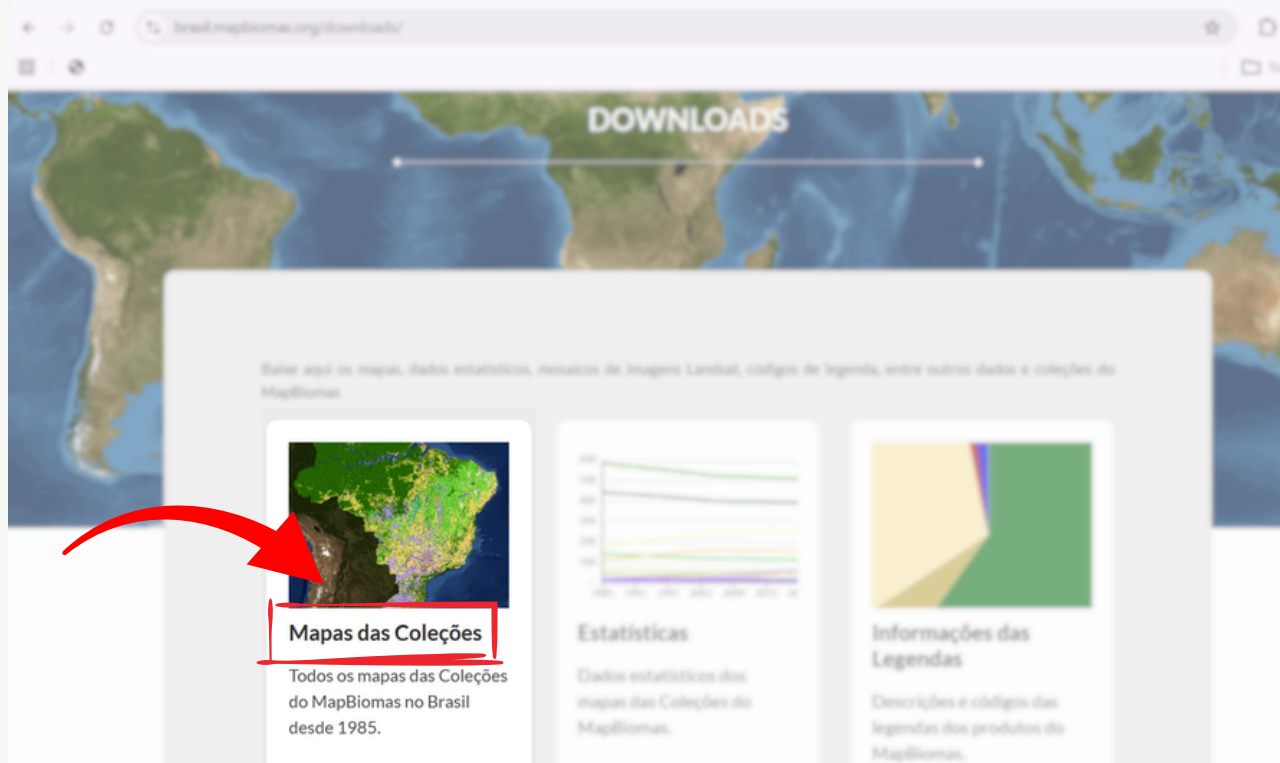 brasil.mapbiomas.org/downloads/
DOWNLOADS
Baixe aqui os mapas, dados estatísticos, mosaicos de imagens Landsat, códigos de legenda, entre outros dados e coleções do
MapBiomas
Mapas das Coleções
Todos os mapas das Coleções
do MapBiomas no Brasil
desde 1985.
Estatísticas
Dados estatísticos dos
mapas das Coleções do
MapBiomas.
Informações das
Legendas
Descrições e códigos das
legendas dos produtos do
MapBiomas.